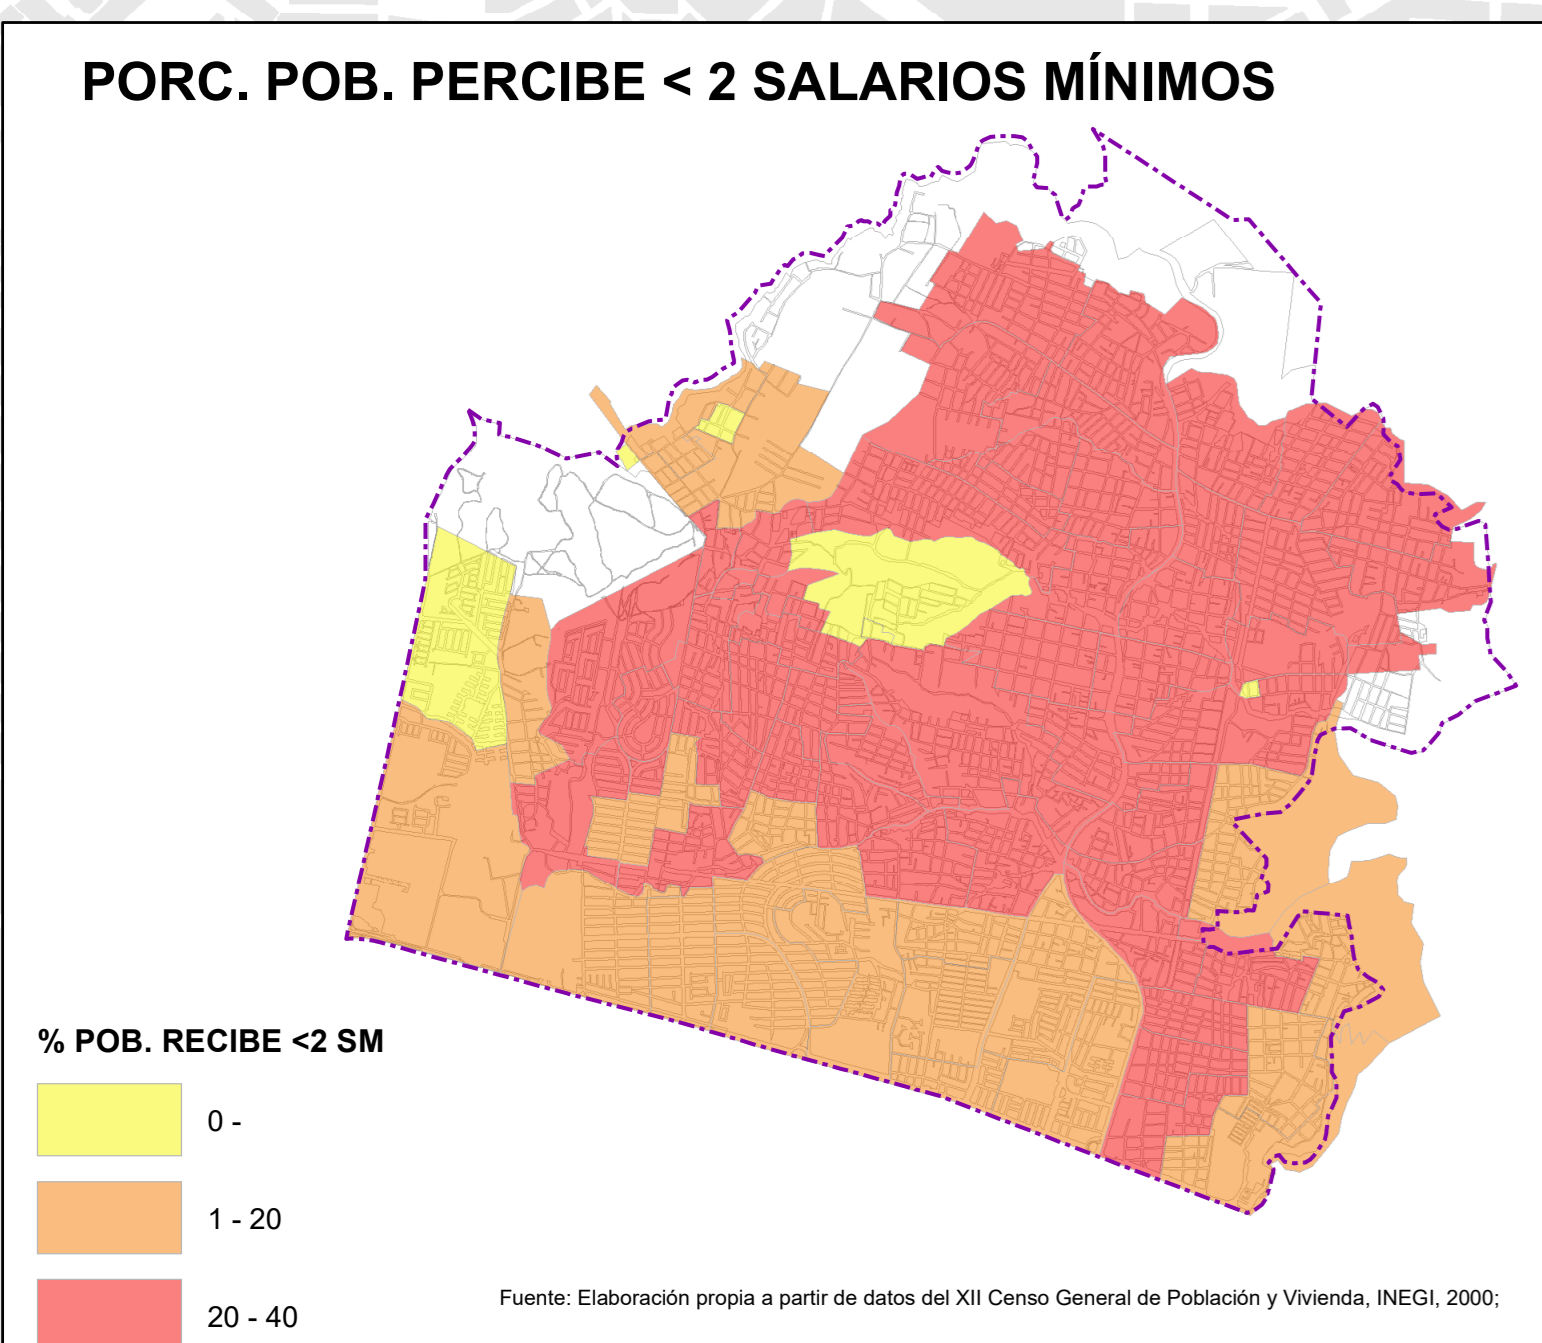 PORC. POB. PERCIBE < 2 SALARIOS MÍNIMOS
% POB. RECIBE <2 SM
0 -
1 - 20
20 - 40
Fuente: Elaboración propia a partir de datos del XII Censo General de Población y Vivienda, INEGI, 2000;